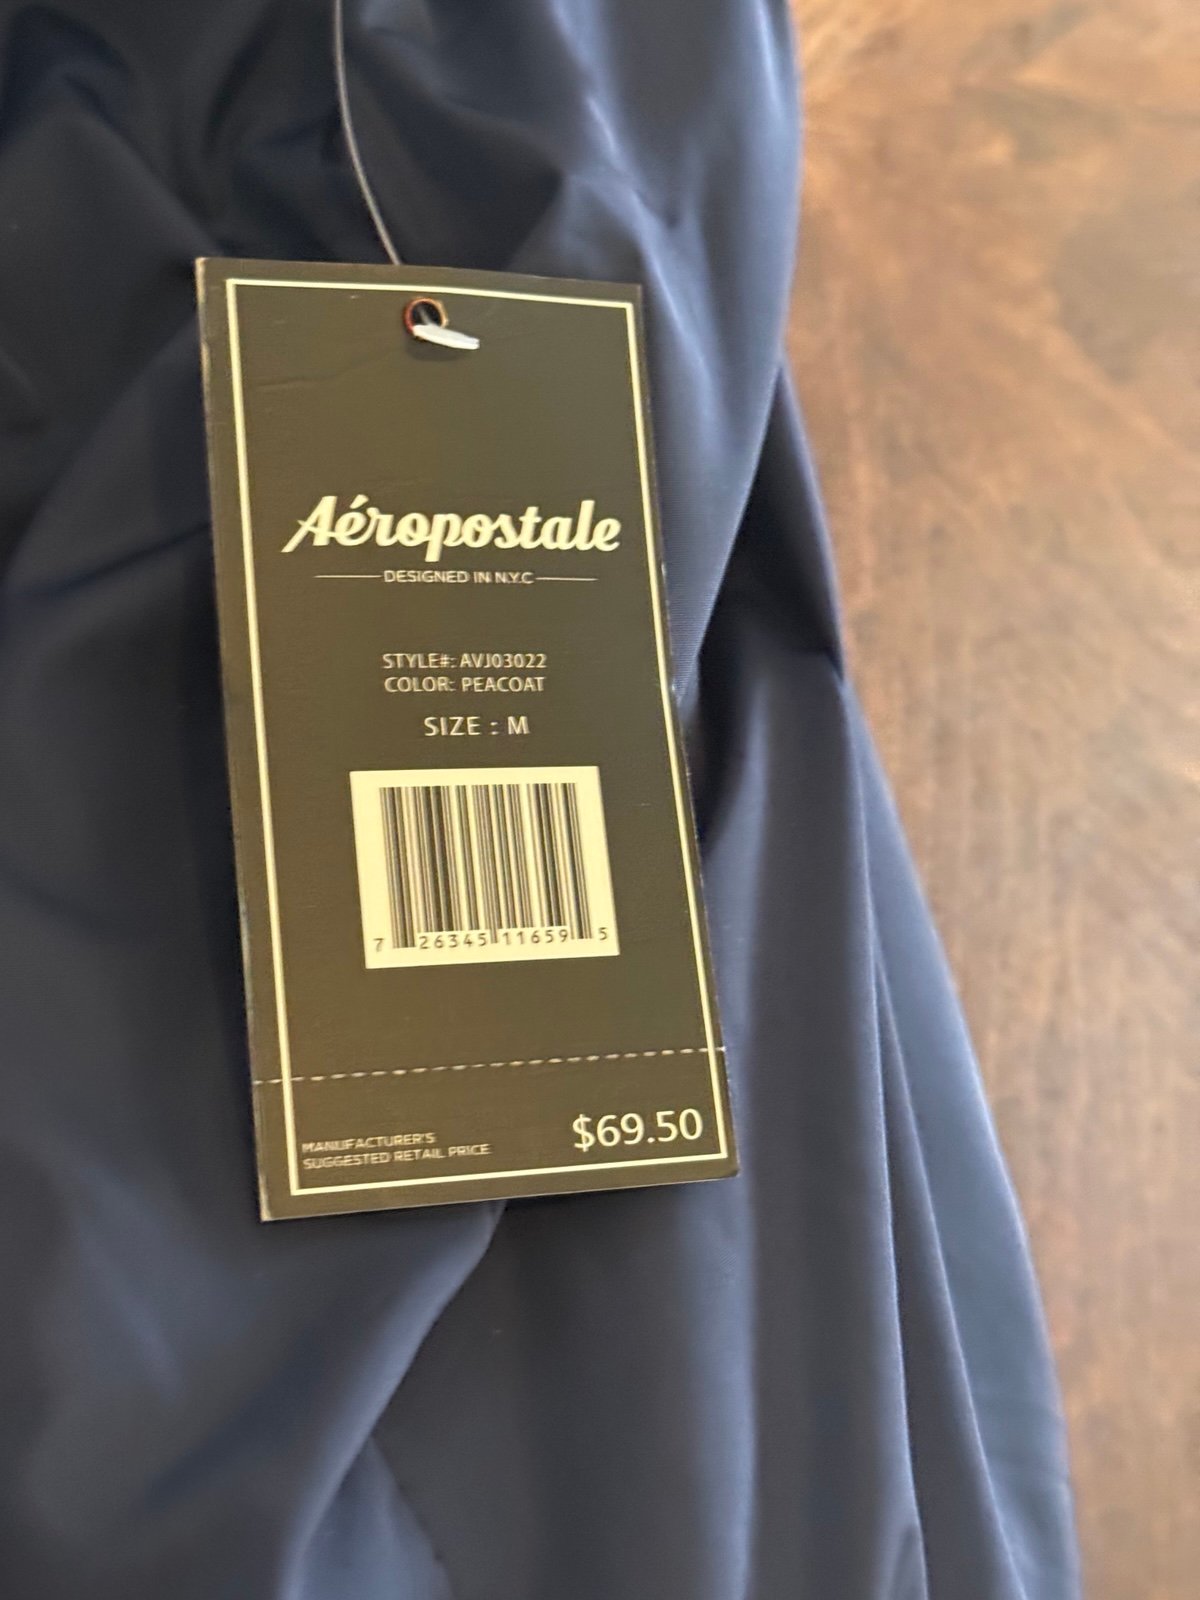 Aéropostale
DESIGNED IN N.Y.C
STYLE#: AVJ03022
COLOR: PEACOAT
SIZE : M
7 26345 11659 5
$69.50
MANUFACTURER'S
SUGGESTED RETAIL PRICE